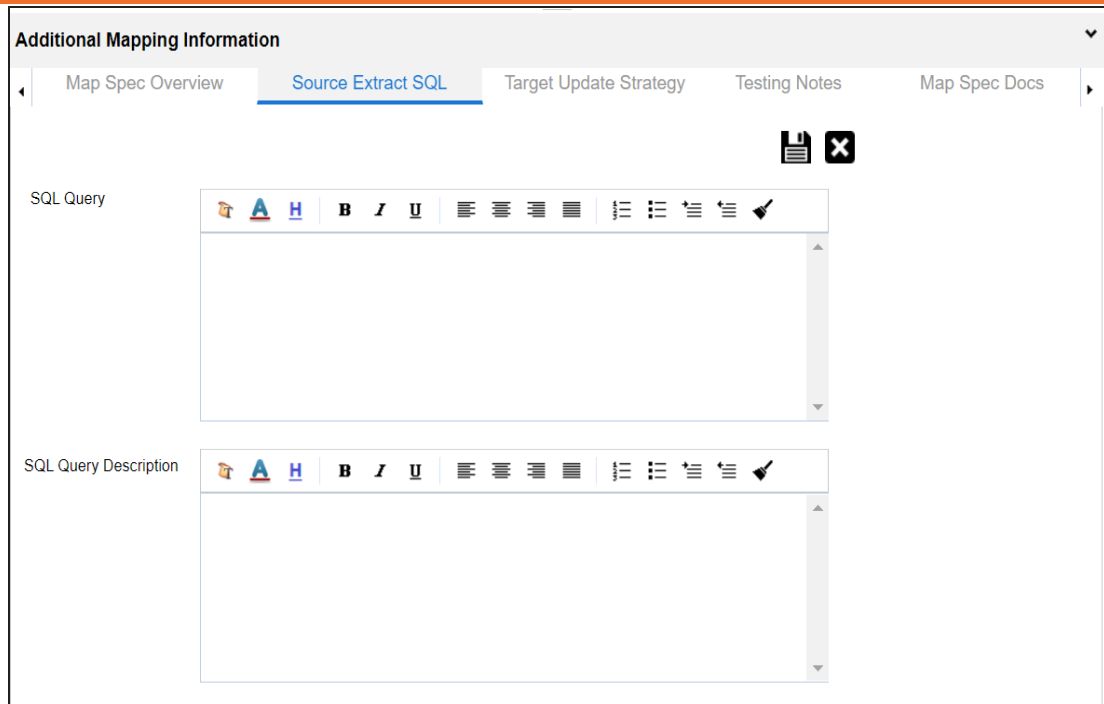 Additional Mapping Information
Map Spec Overview Source Extract SQL Target Update Strategy Testing Notes Map Spec Docs
SQL Query
A H B I U
SQL Query Description
A H B I U